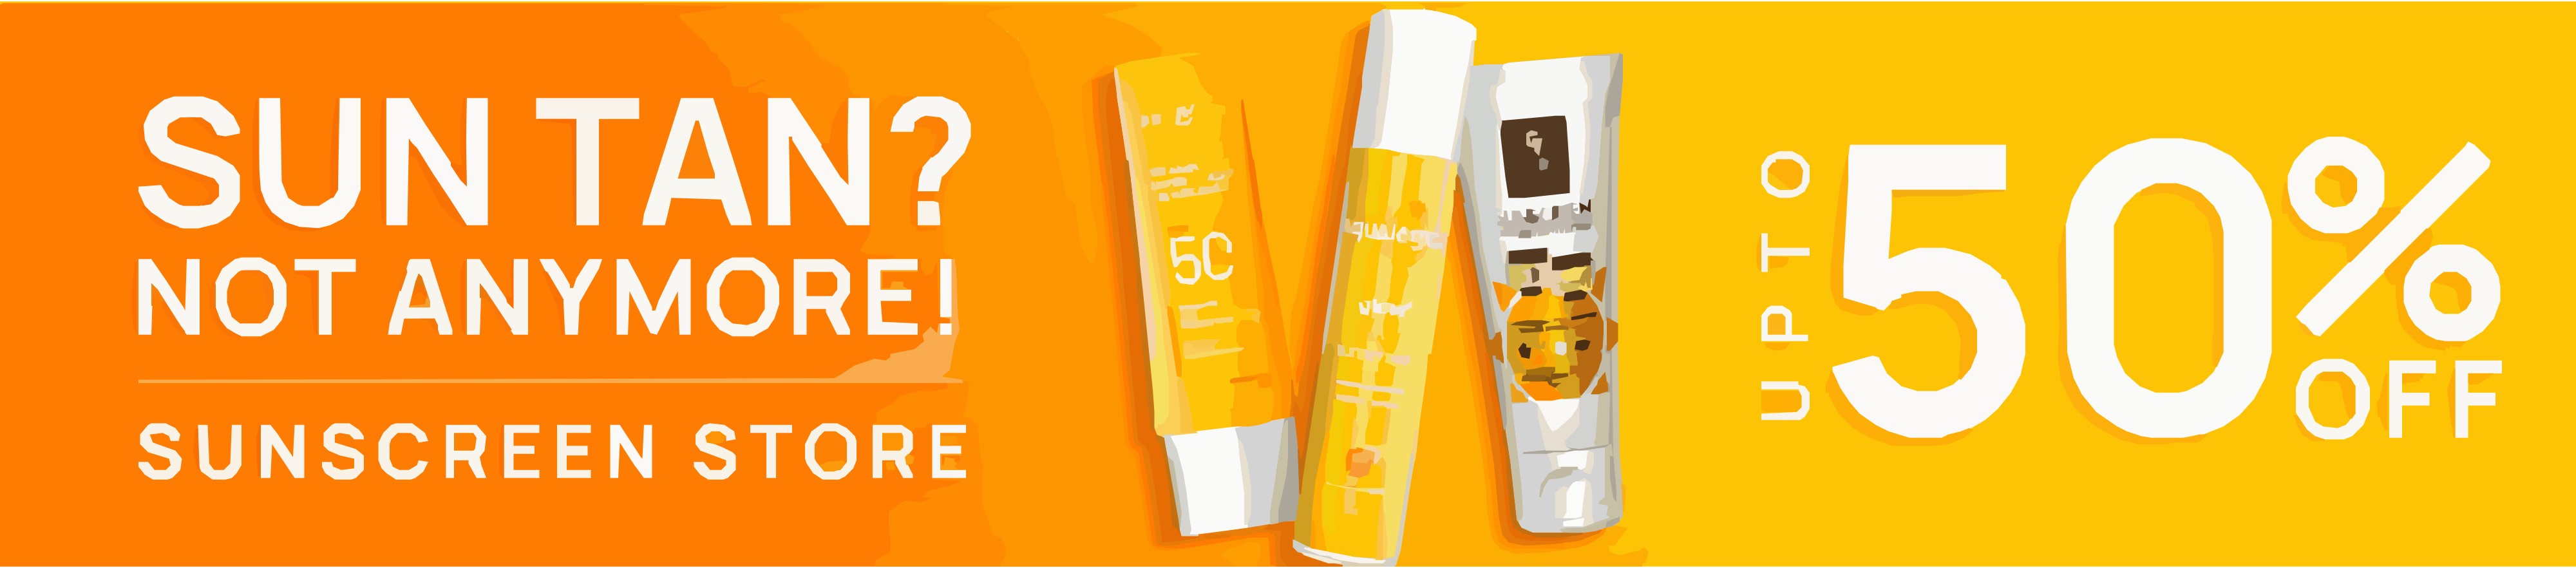 SUN TAN?
NOT ANYMORE!
SUNSCREEN STORE
UPTO
50%
OFF